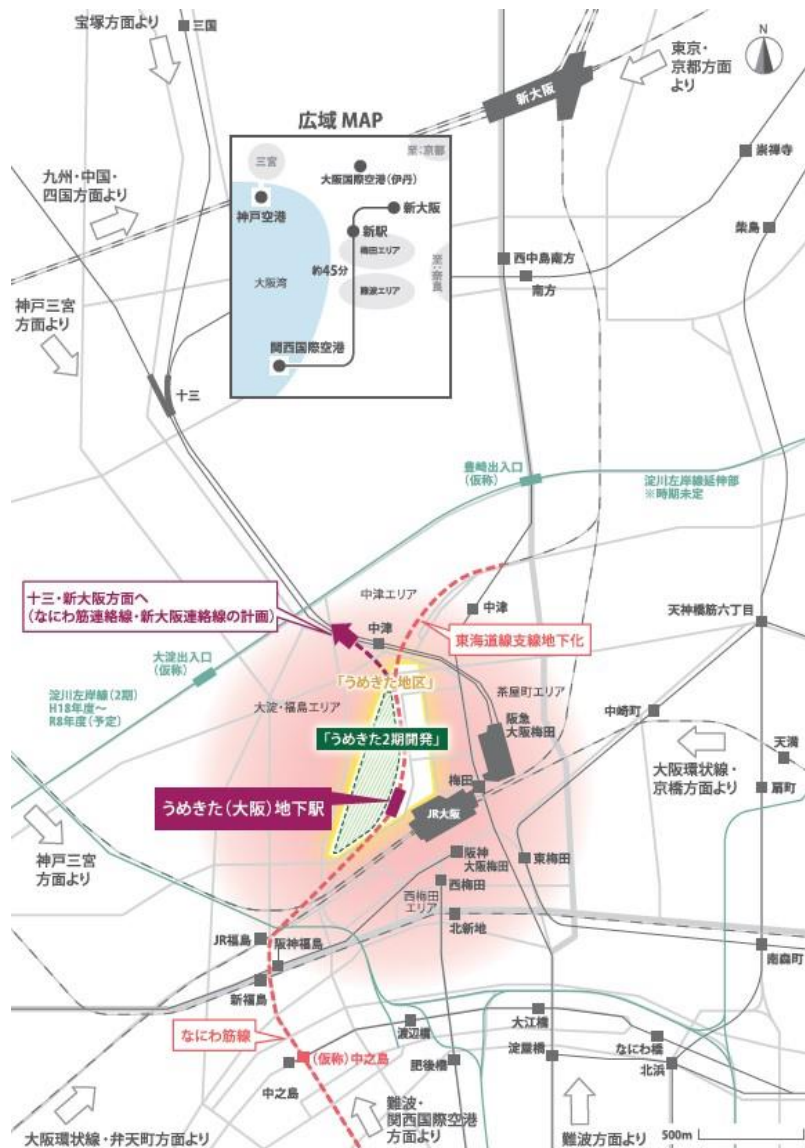 宝塚方面より
三国
東京・
京都方面
より
N
新大阪
広域 MAP
至:京都
三宮
大阪国際空港(伊丹)
神戸空港
新大阪
新駅
梅田エリア
約45分
大阪湾
難波エリア
至:奈良
関西国際空港
崇禅寺
九州・中国・
四国方面より
柴島
西中島南方
南方
神戸三宮
方面より
十三
豊崎出入口
(仮称)
淀川左岸線延伸部
※時期未定
十三・新大阪方面へ
(なにわ筋連絡線・新大阪連絡線の計画)
中津エリア
中津
天神橋筋六丁目
中津
東海道線支線地下化
大淀出入口
(仮称)
「うめきた地区」
茶屋町エリア
淀川左岸線(2期)
H18年度〜
R8年度(予定)
大淀・福島エリア
阪急
大阪梅田
中崎町
「うめきた2期開発」
天満
大阪環状線・
京橋方面より
梅田
扇町
うめきた(大阪)地下駅
JR大阪
神戸三宮
方面より
阪神
大阪梅田
東梅田
西梅田
西梅田
エリア
北新地
JR福島
阪神福島
南森町
新福島
なにわ筋線
渡辺橋
大江橋
(仮称)中之島
なにわ橋
中之島
肥後橋
淀屋橋
北浜
大阪環状線・弁天町方面より
難波・
関西国際空港
方面より
難波方面より
500m